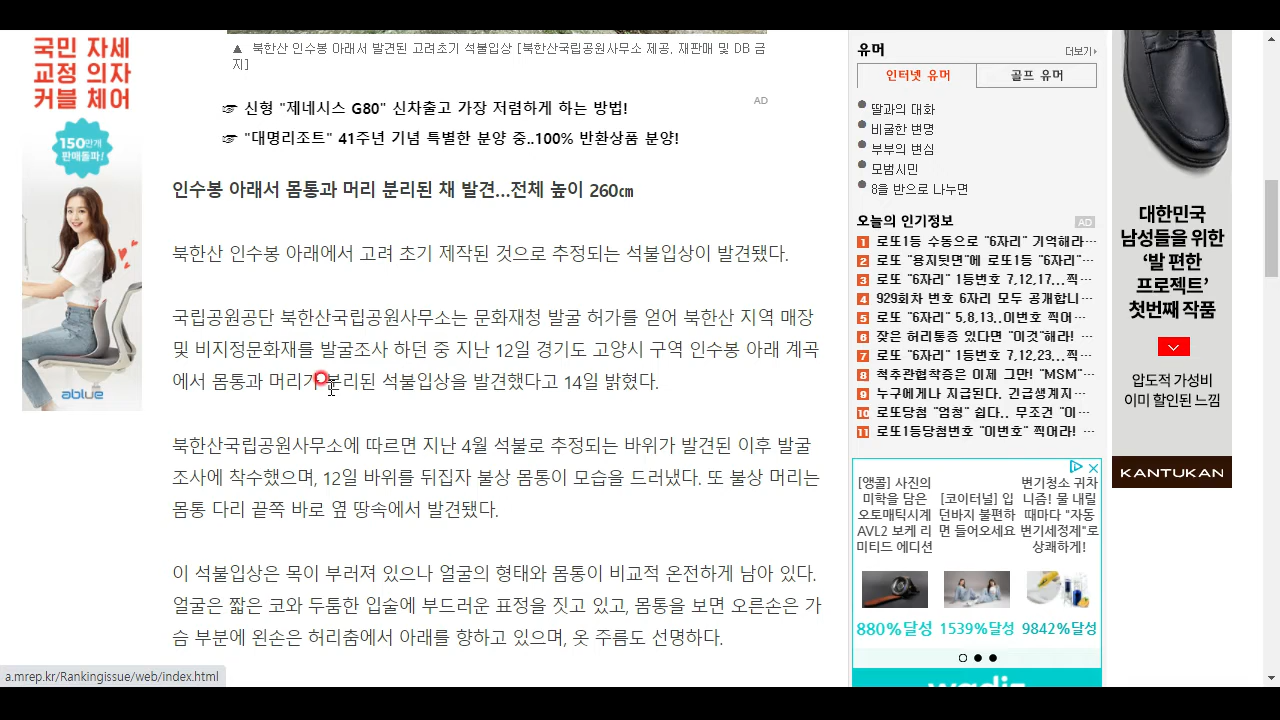 국민 자세
교정 의자
커블 체어
150만개
판매돌파!
ablue
▲ 북한산 인수봉 아래서 발견된 고려초기 석불입상 [북한산국립공원사무소 제공. 재판매 및 DB 금
지]
☞ 신형 "제네시스 G80" 신차출고 가장 저렴하게 하는 방법!
AD
☞ "대명리조트" 41주년 기념 특별한 분양 중..100% 반환상품 분양!
인수봉 아래서 몸통과 머리 분리된 채 발견…전체 높이 260㎝
북한산 인수봉 아래에서 고려 초기 제작된 것으로 추정되는 석불입상이 발견됐다.
국립공원공단 북한산국립공원사무소는 문화재청 발굴 허가를 얻어 북한산 지역 매장
및 비지정문화재를 발굴조사 하던 중 지난 12일 경기도 고양시 구역 인수봉 아래 계곡
에서 몸통과 머리가 분리된 석불입상을 발견했다고 14일 밝혔다.
북한산국립공원사무소에 따르면 지난 4월 석불로 추정되는 바위가 발견된 이후 발굴
조사에 착수했으며, 12일 바위를 뒤집자 불상 몸통이 모습을 드러냈다. 또 불상 머리는
몸통 다리 끝쪽 바로 옆 땅속에서 발견됐다.
이 석불입상은 목이 부러져 있으나 얼굴의 형태와 몸통이 비교적 온전하게 남아 있다.
얼굴은 짧은 코와 두툼한 입술에 부드러운 표정을 짓고 있고, 몸통을 보면 오른손은 가
슴 부분에 왼손은 허리춤에서 아래를 향하고 있으며, 옷 주름도 선명하다.
a.mrep.kr/Rankingissue/web/index.html
유머
더보기
인터넷 유머
골프 유머
딸과의 대화
비굴한 변명
부부의 변심
모범시민
8을 반으로 나누면
오늘의 인기정보
AD
1 로또1등 수동으로 "6자리" 기억해라…
2 로또 "용지뒷면"에 로또1등 "6자리"…
3 로또 "6자리" 1등번호 7,12,17…찍…
4 929회차 번호 6자리 모두 공개합니…
5 로또 "6자리" 5,8,13..이번호 찍어…
6 잦은 허리통증 있다면 "이것"해라! …
7 로또 "6자리" 1등번호 7,12,23…찍…
8 척추관협착증은 이제 그만! "MSM"…
9 누구에게나 지급된다. 긴급생계지…
10 로또당첨 "엄청" 쉽다.. 무조건 "이…
11 로또1등당첨번호 "이번호" 찍어라! …
[앵콜] 사진의
미학을 담은
오토매틱시계
AVL2 보케 리
미티드 에디션
[코이터널] 입
던바지 불편하
면 들어오세요
변기청소 귀차
니즘! 물 내릴
때마다 "자동
변기세정제"로
상쾌하게!
880%달성
1539%달성
9842%달성
wadiz
대한민국
남성들을 위한
'발 편한
프로젝트'
첫번째 작품
압도적 가성비
이미 할인된 느낌
KANTUKAN